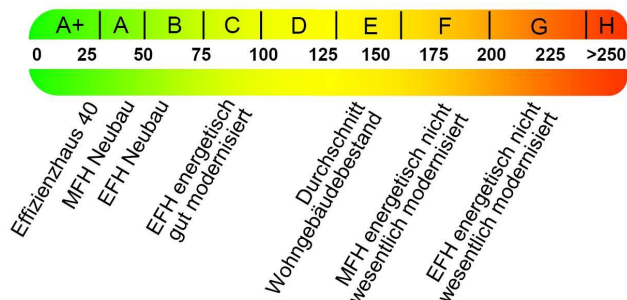 A+ A B C D E F G H
0 25 50 75 100 125 150 175 200 225 >250
Effizienzhaus 40
MFH Neubau
EFH Neubau
EFH energetisch
gut modernisiert
Durchschnitt
Wohngebäudebestand
MFH energetisch nicht
wesentlich modernisiert
EFH energetisch nicht
wesentlich modernisiert